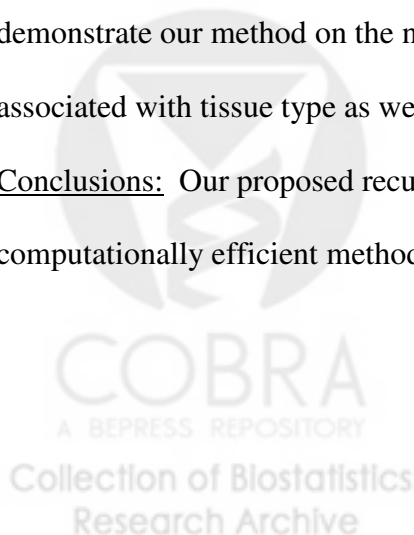 demonstrate our method on the
associated with tissue type as we
Conclusions: Our proposed recu
computationally efficient method
COBRA
A BEPRESS REPOSITORY
Collection of Biostatistics
Research Archive